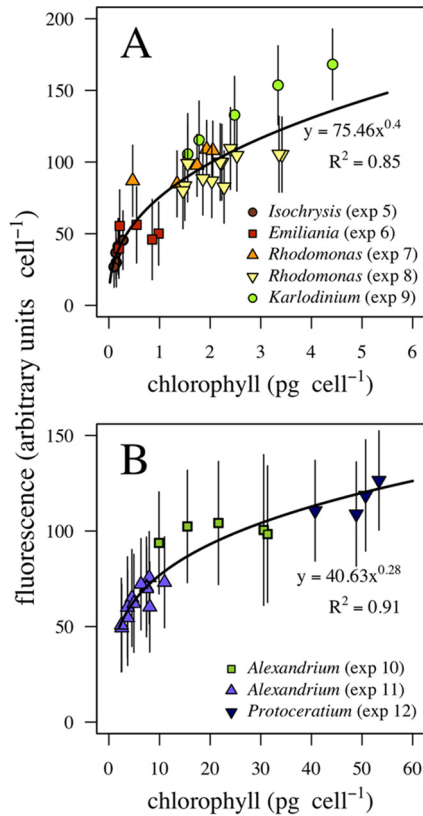 fluorescence (arbitrary units cell⁻¹)
A
200
150
100
50
0
y = 75.46x^0.4
R² = 0.85
Isochrysis (exp 5)
Emiliania (exp 6)
Rhodomonas (exp 7)
Rhodomonas (exp 8)
Karlodinium (exp 9)
0 1 2 3 4 5 6
chlorophyll (pg cell⁻¹)
B
150
100
50
0
y = 40.63x^0.28
R² = 0.91
Alexandrium (exp 10)
Alexandrium (exp 11)
Protoceratium (exp 12)
0 10 20 30 40 50 60
chlorophyll (pg cell⁻¹)